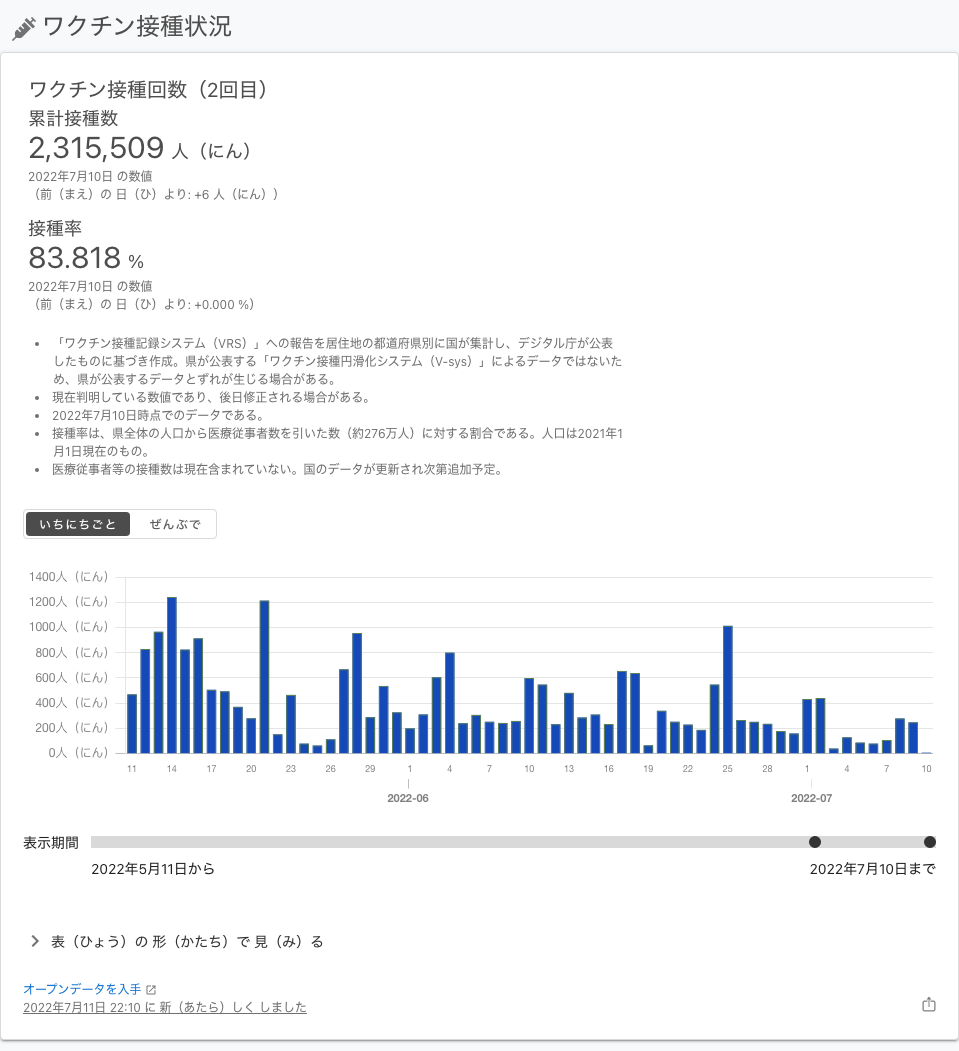 ワクチン接種状況
ワクチン接種回数（2回目）
累計接種数
2,315,509 人（にん）
2022年7月10日 の数値
（前（まえ）の 日（ひ）より: +6 人（にん））
接種率
83.818 %
2022年7月10日 の数値
（前（まえ）の 日（ひ）より: +0.000 %）
• 「ワクチン接種記録システム（VRS）」への報告を居住地の都道府県別に国が集計し、デジタル庁が公表
したものに基づき作成。県が公表する「ワクチン接種円滑化システム（V-sys）」によるデータではないた
め、県が公表するデータとずれが生じる場合がある。
• 現在判明している数値であり、後日修正される場合がある。
• 2022年7月10日時点でのデータである。
• 接種率は、県全体の人口から医療従事者数を引いた数（約276万人）に対する割合である。人口は2021年1
月1日現在のもの。
• 医療従事者等の接種数は現在含まれていない。国のデータが更新され次第追加予定。
いちにちごと ぜんぶで
1400人（にん）
1200人（にん）
1000人（にん）
800人（にん）
600人（にん）
400人（にん）
200人（にん）
0人（にん）
11 14 17 20 23 26 29 1 4 7 10 13 16 19 22 25 28 1 4 7 10
2022-06 2022-07
表示期間
2022年5月11日から 2022年7月10日まで
表（ひょう）の 形（かたち）で 見（み）る
オープンデータを入手
2022年7月11日 22:10 に 新（あたら）しく しました